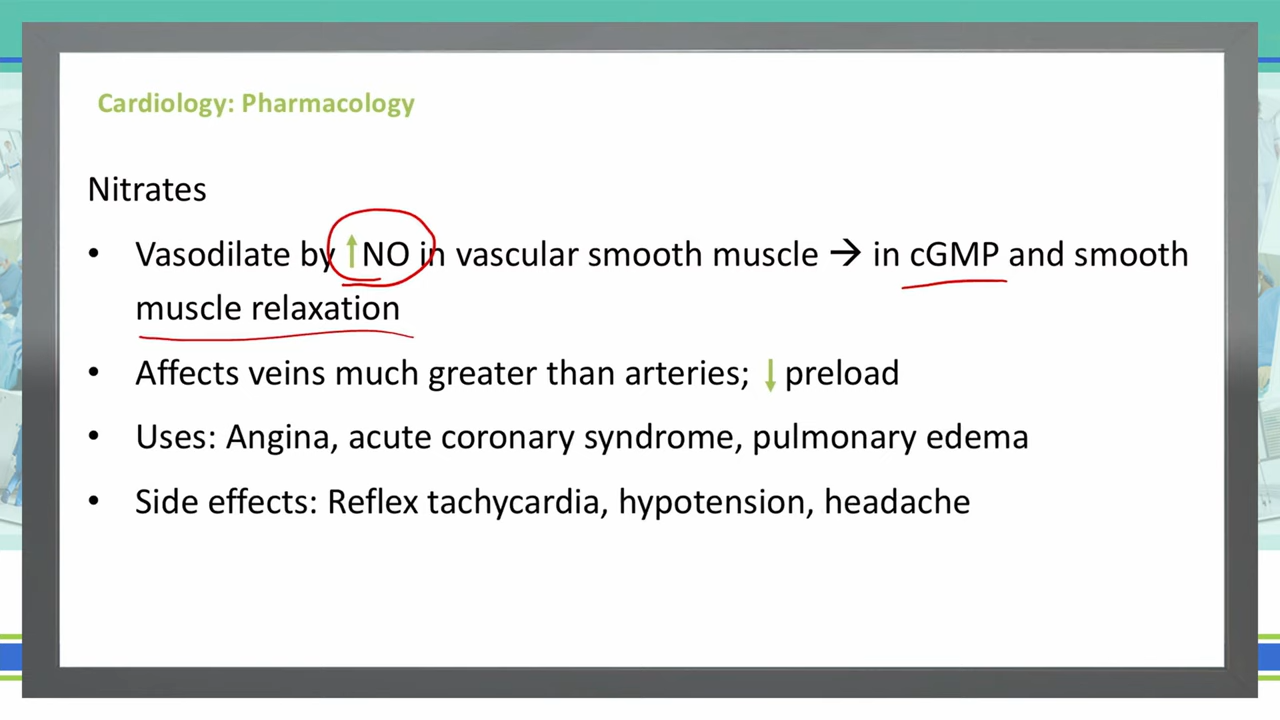 Cardiology: Pharmacology
Nitrates
• Vasodilate by ↑NO in vascular smooth muscle → in cGMP and smooth
muscle relaxation
• Affects veins much greater than arteries; ↓ preload
• Uses: Angina, acute coronary syndrome, pulmonary edema
• Side effects: Reflex tachycardia, hypotension, headache